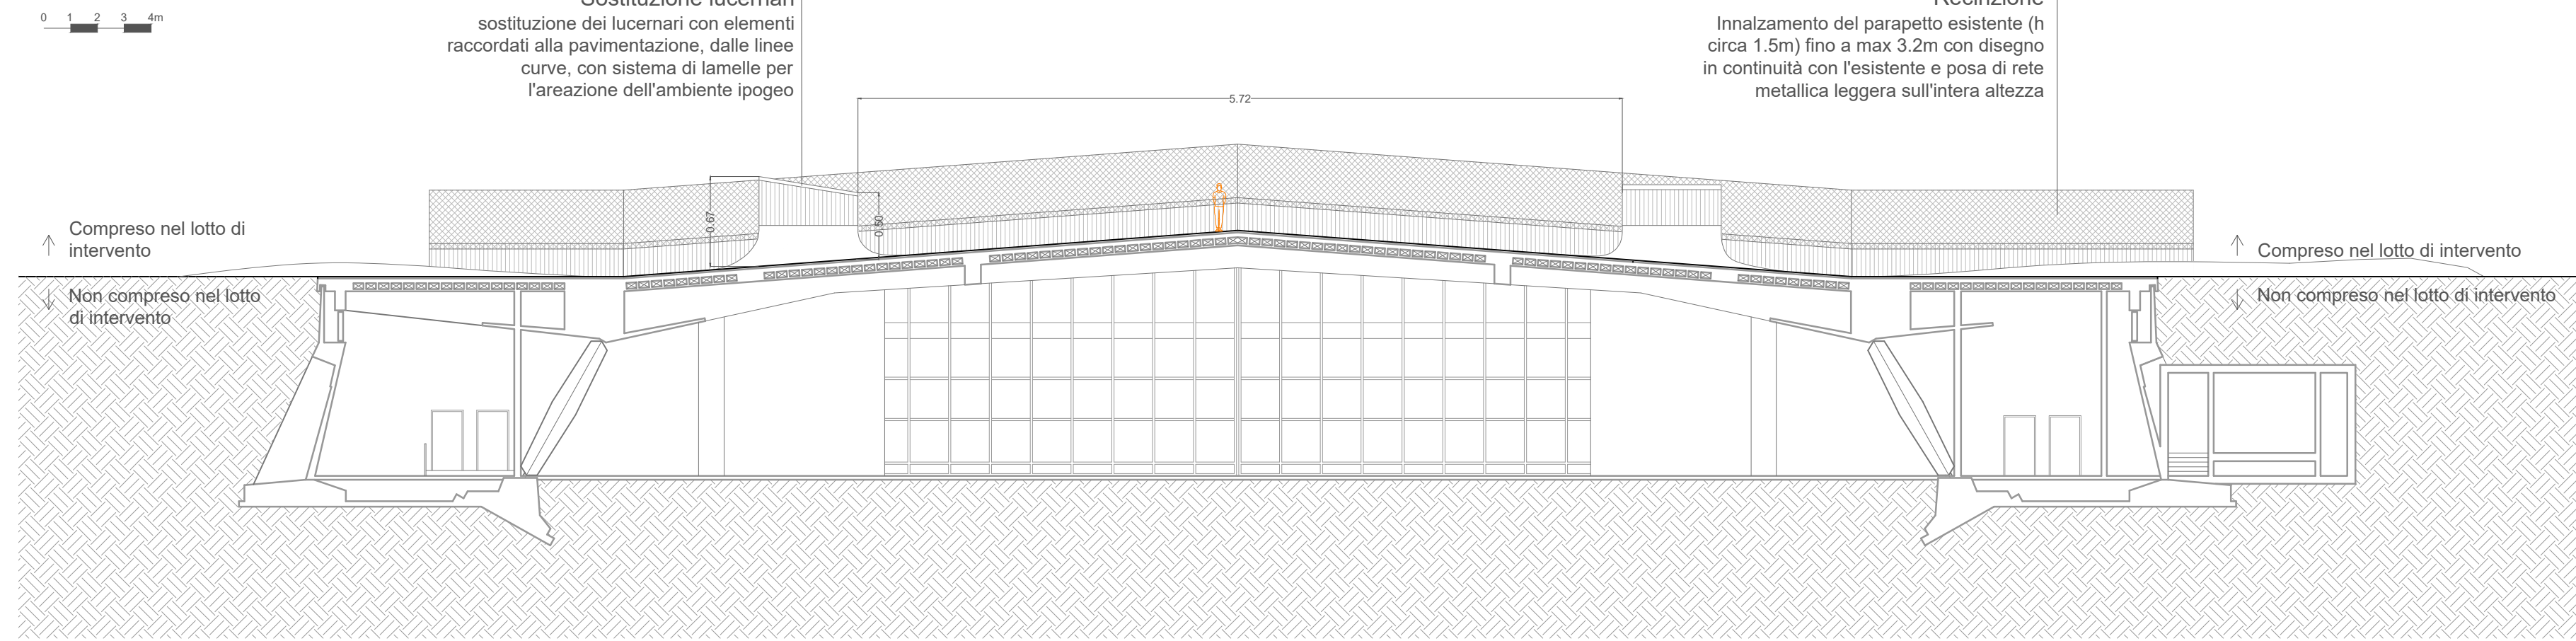 0 1 2 3 4m
Sostituzione lucernari
sostituzione dei lucernari con elementi
raccordati alla pavimentazione, dalle linee
curve, con sistema di lamelle per
l'areazione dell'ambiente ipogeo
Recinzione
Innalzamento del parapetto esistente (h
circa 1.5m) fino a max 3.2m con disegno
in continuità con l'esistente e posa di rete
metallica leggera sull'intera altezza
5.72
0.67
0.50
Compreso nel lotto di
intervento
Non compreso nel lotto
di intervento
Compreso nel lotto di intervento
Non compreso nel lotto di intervento